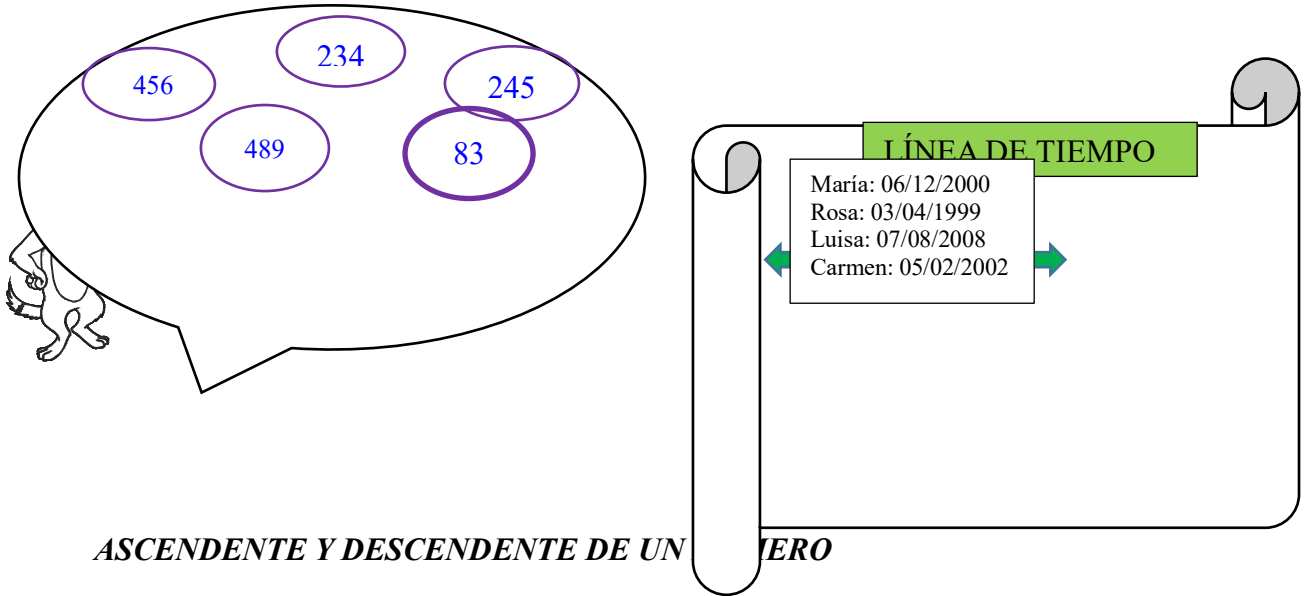 234
456
245
489
83
LÍNEA DE TIEMPO
María: 06/12/2000
Rosa: 03/04/1999
Luisa: 07/08/2008
Carmen: 05/02/2002
ASCENDENTE Y DESCENDENTE DE UN